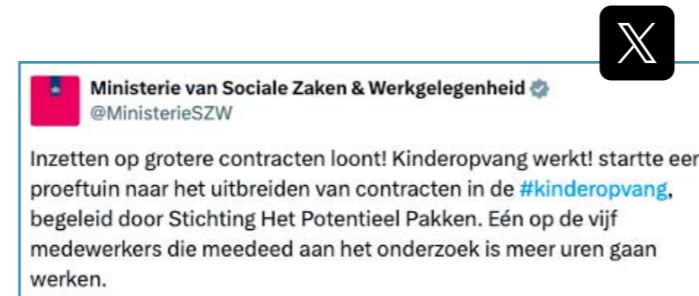 Ministerie van Sociale Zaken & Werkgelegenheid
@MinisterieSZW
Inzetten op grotere contracten loont! Kinderopvang werkt! startte een
proeftuin naar het uitbreiden van contracten in de #kinderopvang,
begeleid door Stichting Het Potentieel Pakken. Eén op de vijf
medewerkers die meedeed aan het onderzoek is meer uren gaan
werken.